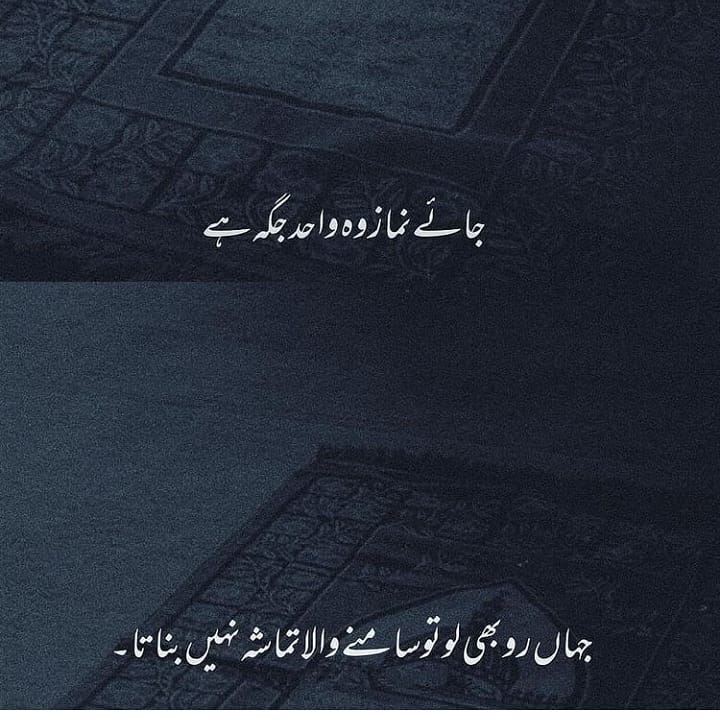 جائے نماز وہ واحد جگہ ہے
جہاں رو بھی لو تو سامنے والا تماشہ نہیں بناتا۔